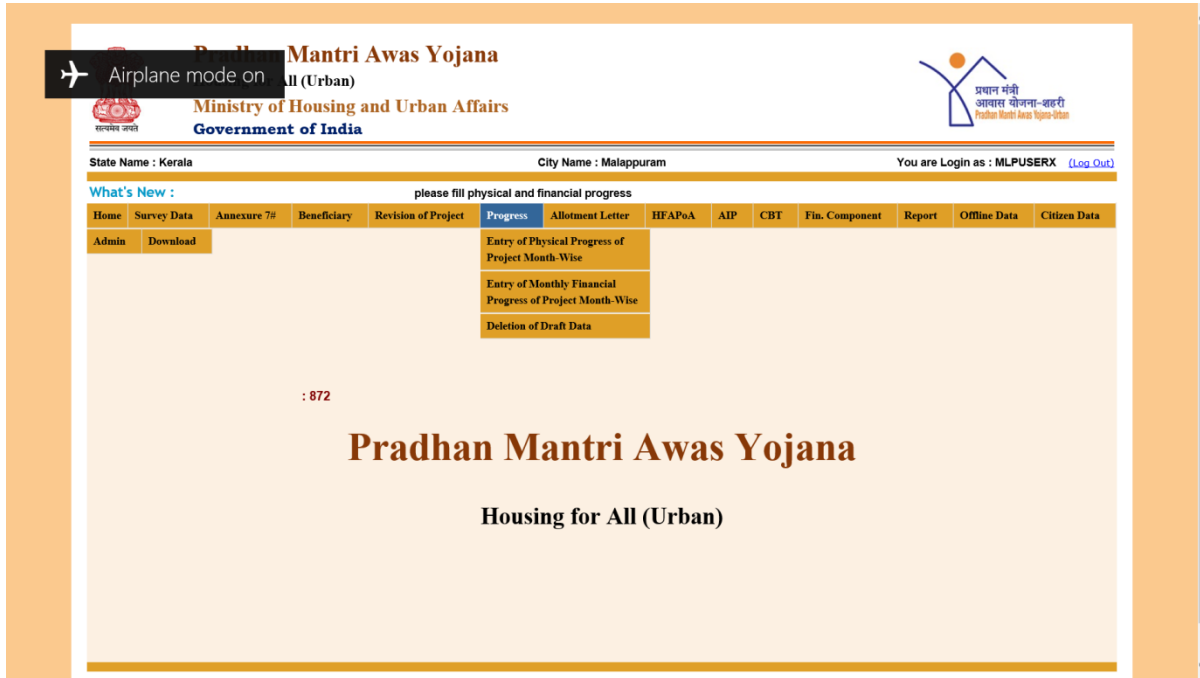 Pradhan Mantri Awas Yojana
Airplane mode on
All (Urban)
Ministry of Housing and Urban Affairs
Government of India
सत्यमेव जयते
प्रधान मंत्री
आवास योजना-शहरी
Pradhan Mantri Awas Yojana-Urban
State Name : Kerala City Name : Malappuram You are Login as : MLPUSERX (Log Out)
What's New : please fill physical and financial progress
Home Survey Data Annexure 7# Beneficiary Revision of Project Progress Allotment Letter HFAPoA AIP CBT Fin. Component Report Offline Data Citizen Data
Admin Download
Entry of Physical Progress of
Project Month-Wise
Entry of Monthly Financial
Progress of Project Month-Wise
Deletion of Draft Data
: 872
Pradhan Mantri Awas Yojana
Housing for All (Urban)